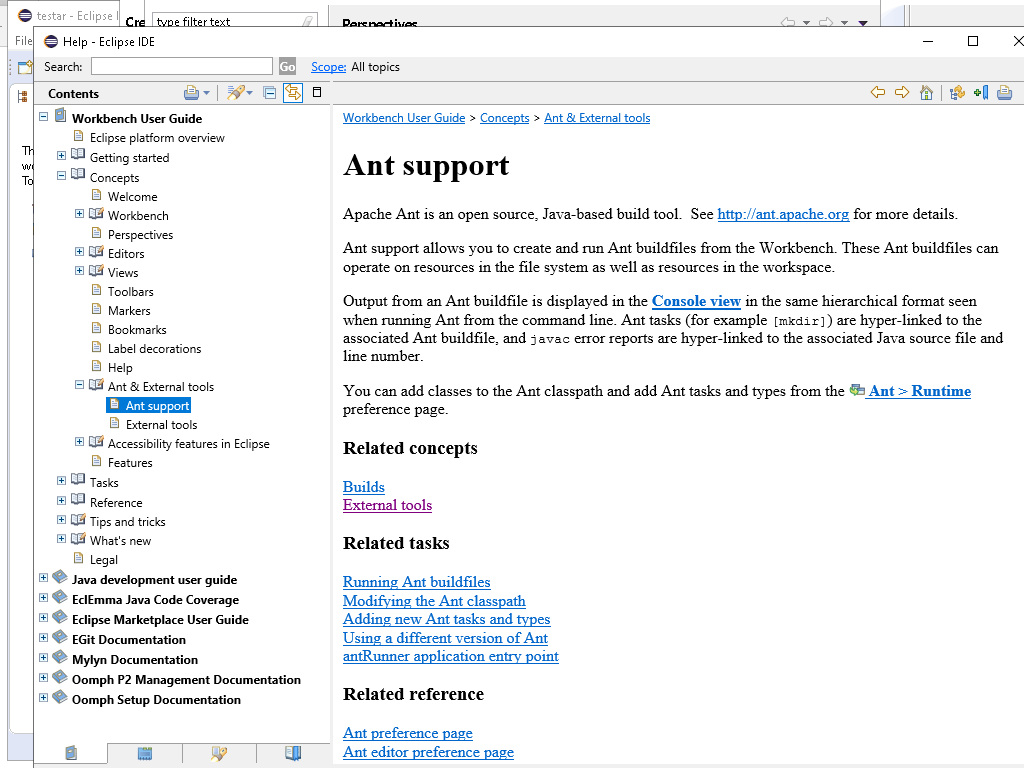 testar - Eclipse I
Cre
type filter text
Perspectives
File
Help - Eclipse IDE
Search:
Go
Scope: All topics
Contents
Workbench User Guide
Eclipse platform overview
Getting started
Concepts
Welcome
Workbench
Perspectives
Editors
Views
Toolbars
Markers
Bookmarks
Label decorations
Help
Ant & External tools
Ant support
External tools
Accessibility features in Eclipse
Features
Tasks
Reference
Tips and tricks
What's new
Legal
Java development user guide
EclEmma Java Code Coverage
Eclipse Marketplace User Guide
EGit Documentation
Mylyn Documentation
Oomph P2 Management Documentation
Oomph Setup Documentation
Th
wo
To
Workbench User Guide > Concepts > Ant & External tools
Ant support
Apache Ant is an open source, Java-based build tool. See http://ant.apache.org for more details.
Ant support allows you to create and run Ant buildfiles from the Workbench. These Ant buildfiles can
operate on resources in the file system as well as resources in the workspace.
Output from an Ant buildfile is displayed in the Console view in the same hierarchical format seen
when running Ant from the command line. Ant tasks (for example [mkdir]) are hyper-linked to the
associated Ant buildfile, and javac error reports are hyper-linked to the associated Java source file and
line number.
You can add classes to the Ant classpath and add Ant tasks and types from the Ant > Runtime
preference page.
Related concepts
Builds
External tools
Related tasks
Running Ant buildfiles
Modifying the Ant classpath
Adding new Ant tasks and types
Using a different version of Ant
antRunner application entry point
Related reference
Ant preference page
Ant editor preference page